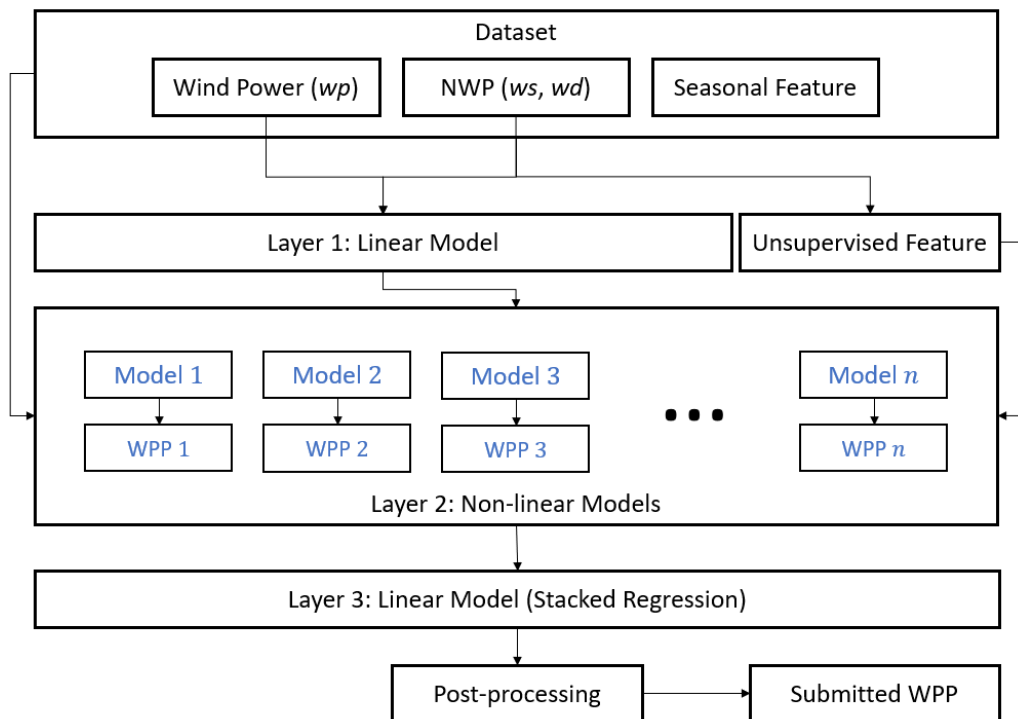 Dataset
Wind Power (wp)
NWP (ws, wd)
Seasonal Feature
Layer 1: Linear Model
Unsupervised Feature
Model 1
Model 2
Model 3
Model n
WPP 1
WPP 2
WPP 3
WPP n
Layer 2: Non-linear Models
Layer 3: Linear Model (Stacked Regression)
Post-processing
Submitted WPP